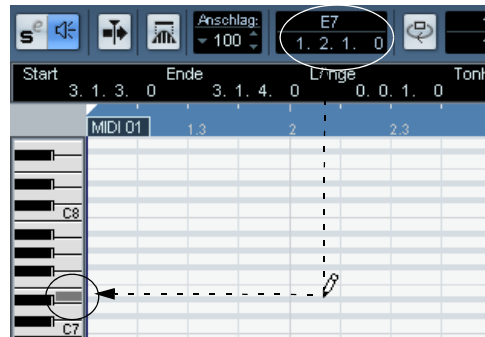 se Anschlag: 100 E7
1. 2. 1. 0
Start Ende Länge
3. 1. 3. 0 3. 1. 4. 0 0. 0. 1. 0
MIDI 01 1.3 2 2.3
C8
C7